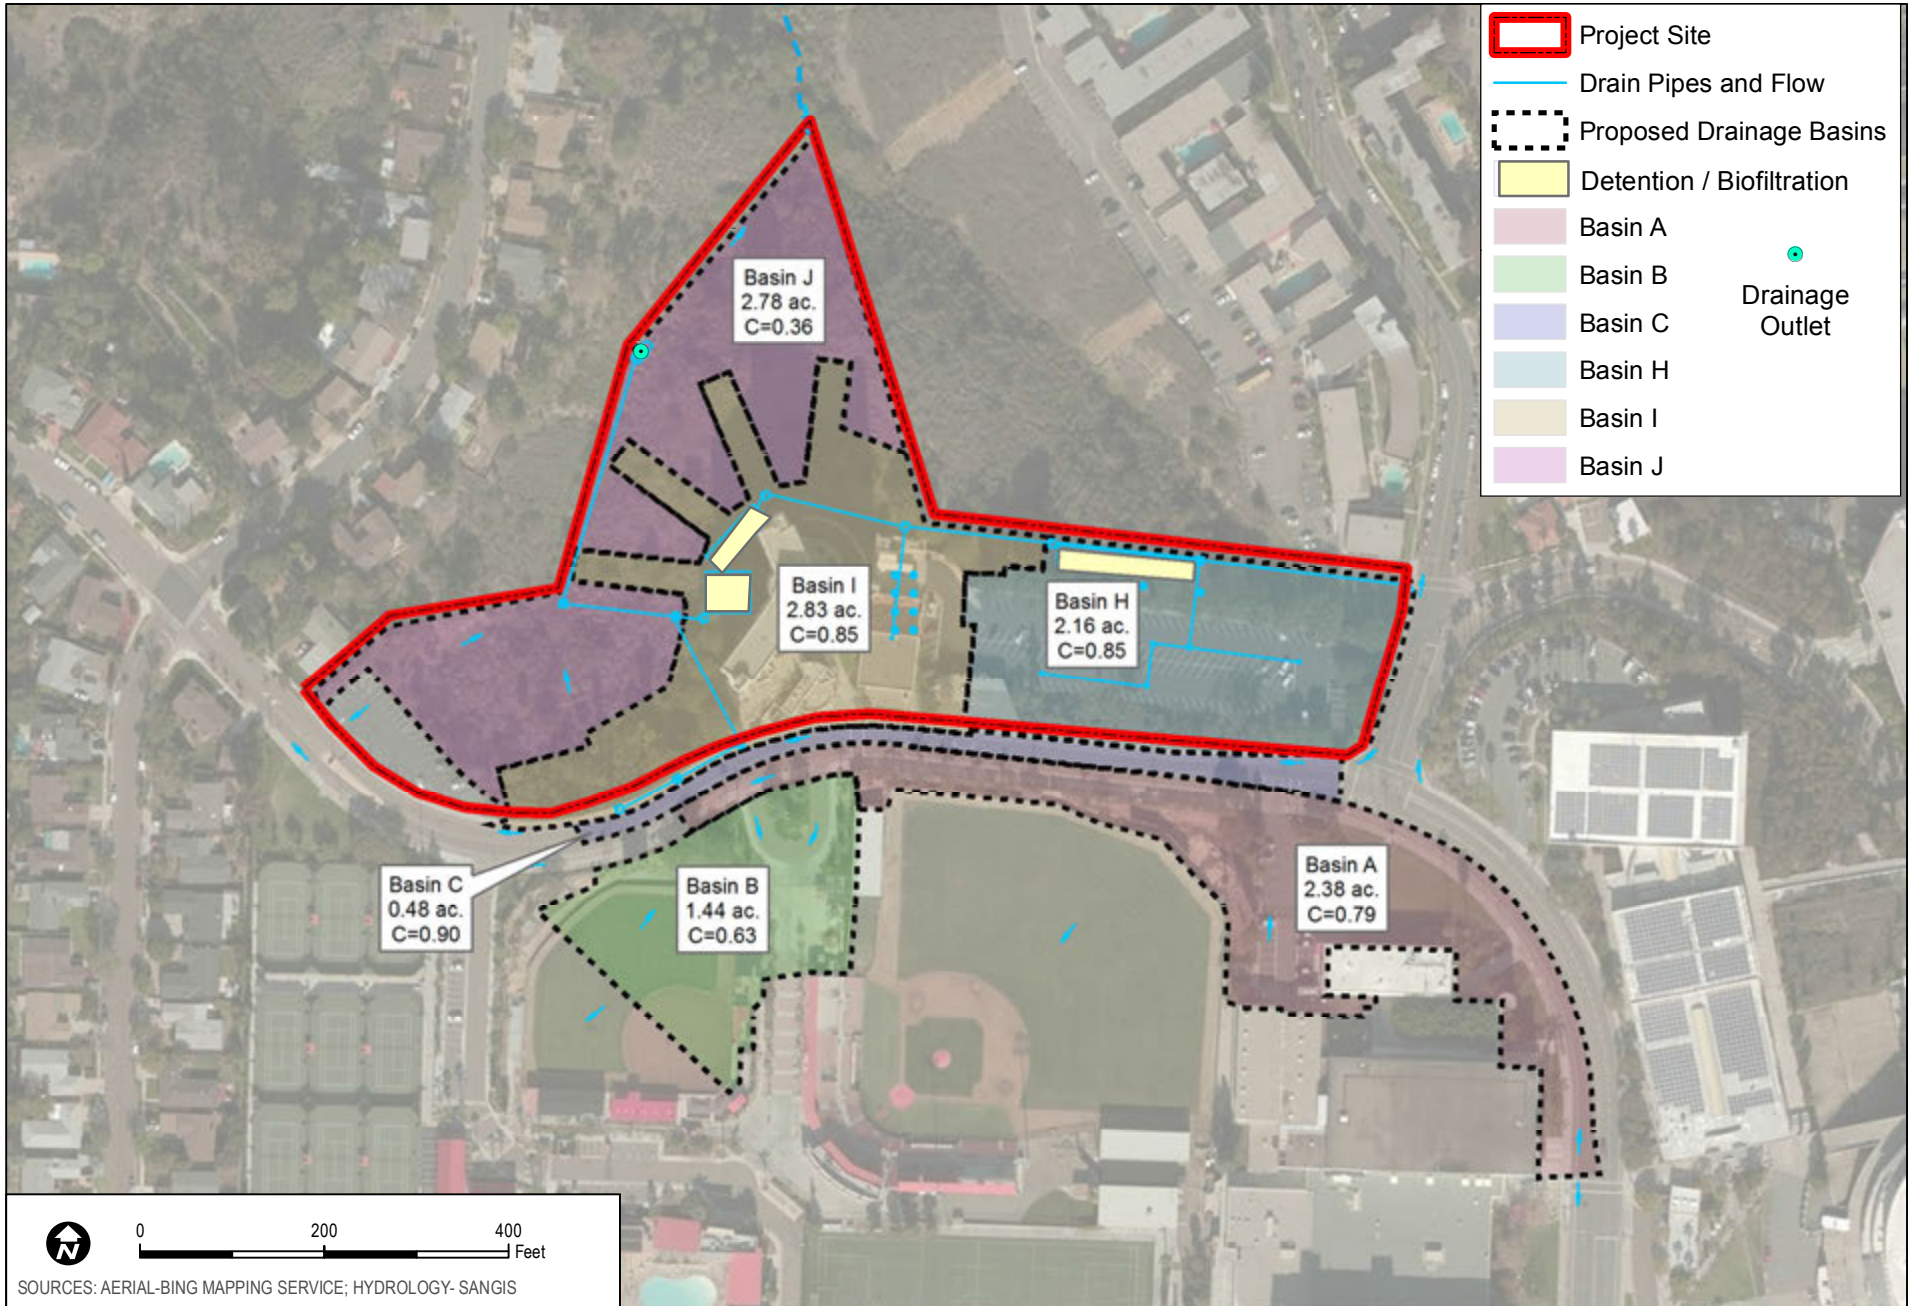 Project Site
Drain Pipes and Flow
Proposed Drainage Basins
Detention / Biofiltration
Basin A
Basin B
Basin C
Basin H
Basin I
Basin J
Drainage
Outlet
Basin J
2.78 ac.
C=0.36
Basin I
2.83 ac.
C=0.85
Basin H
2.16 ac.
C=0.85
Basin C
0.48 ac.
C=0.90
Basin B
1.44 ac.
C=0.63
Basin A
2.38 ac.
C=0.79
N
0 200 400
Feet
SOURCES: AERIAL-BING MAPPING SERVICE; HYDROLOGY- SANGIS